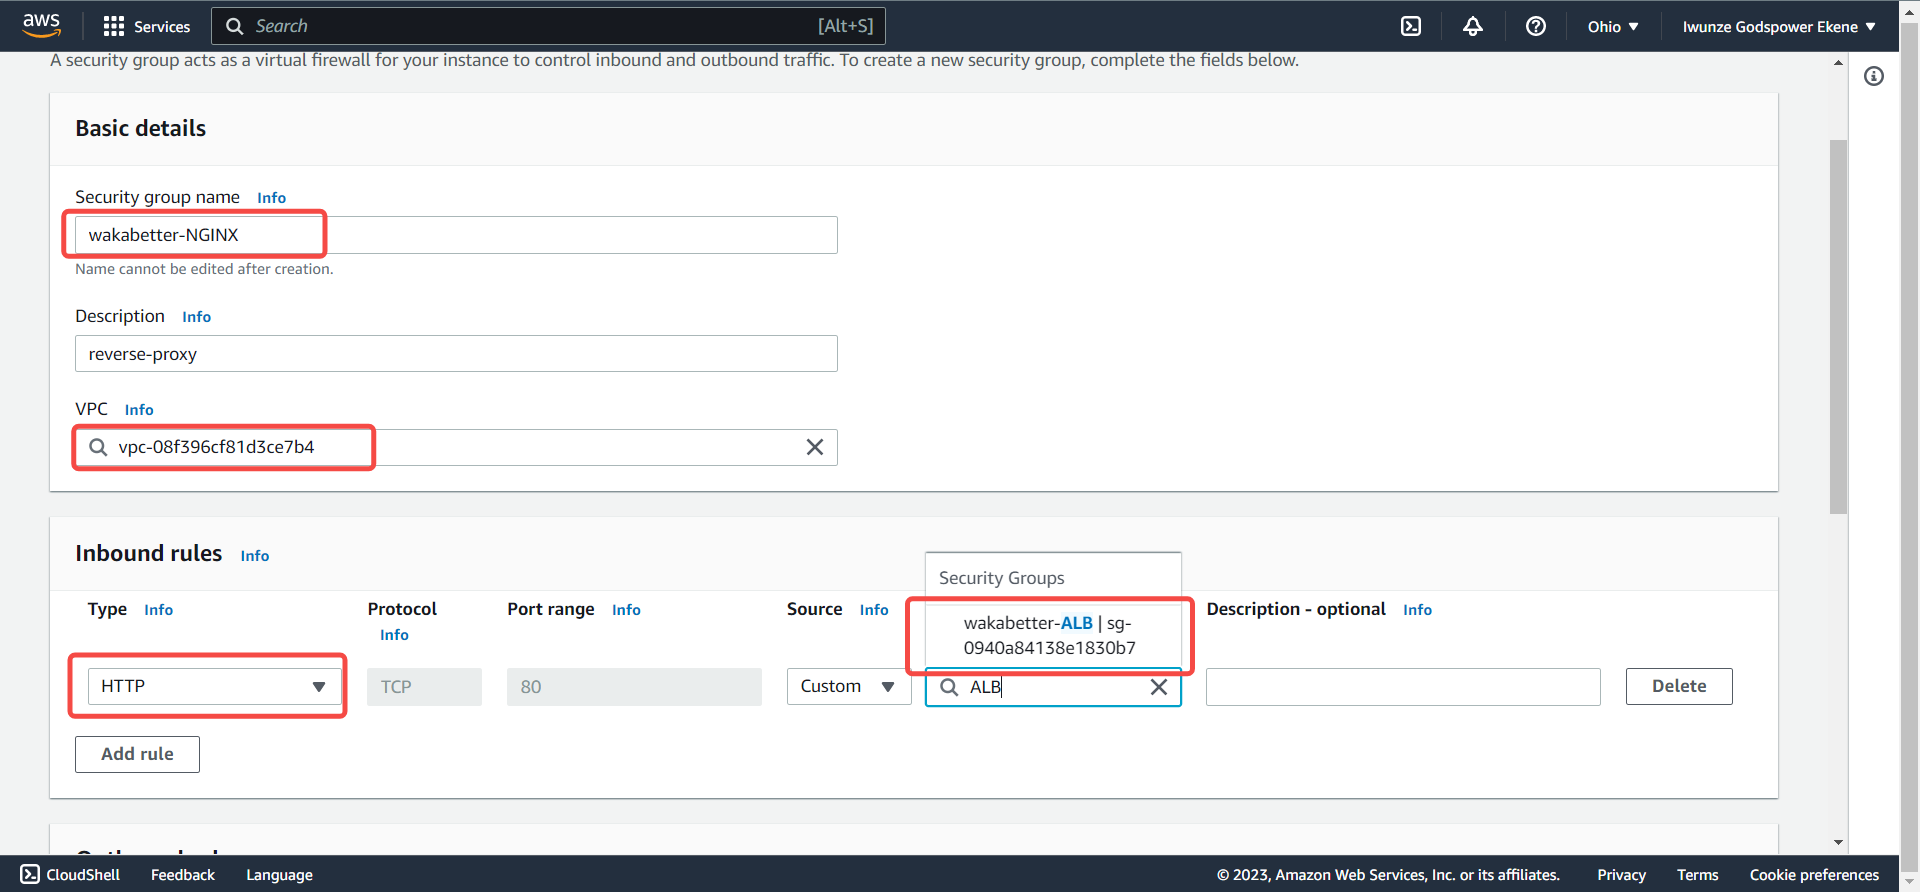 aws
Services
Search
[Alt+S]
Ohio
Iwunze Godspower Ekene
A security group acts as a virtual firewall for your instance to control inbound and outbound traffic. To create a new security group, complete the fields below.
Basic details
Security group name Info
wakabetter-NGINX
Name cannot be edited after creation.
Description Info
reverse-proxy
VPC Info
vpc-08f396cf81d3ce7b4
Inbound rules Info
Security Groups
Type Info
Protocol
Info
Port range Info
Source Info
wakabetter-ALB | sg-
0940a84138e1830b7
Description - optional Info
HTTP
TCP
80
Custom
ALB
Delete
Add rule
CloudShell
Feedback
Language
© 2023, Amazon Web Services, Inc. or its affiliates.
Privacy
Terms
Cookie preferences